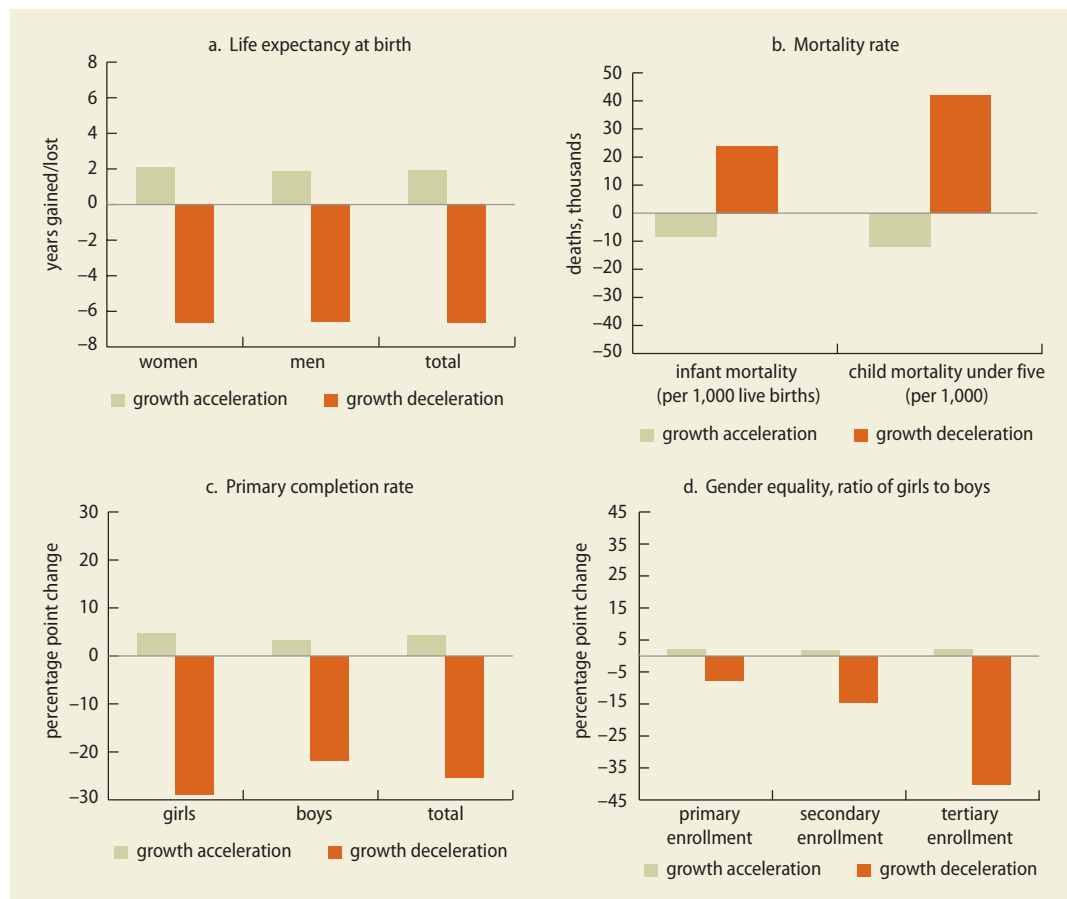 a. Life expectancy at birth
8
6
4
2
0
−2
−4
−6
−8
years gained/lost
women
men
total
growth acceleration
growth deceleration
b. Mortality rate
50
40
30
20
10
0
−10
−20
−30
−40
−50
deaths, thousands
infant mortality
(per 1,000 live births)
child mortality under five
(per 1,000)
growth acceleration
growth deceleration
c. Primary completion rate
30
20
10
0
−10
−20
−30
percentage point change
girls
boys
total
growth acceleration
growth deceleration
d. Gender equality, ratio of girls to boys
45
35
25
15
5
−5
−15
−25
−35
−45
percentage point change
primary
enrollment
secondary
enrollment
tertiary
enrollment
growth acceleration
growth deceleration